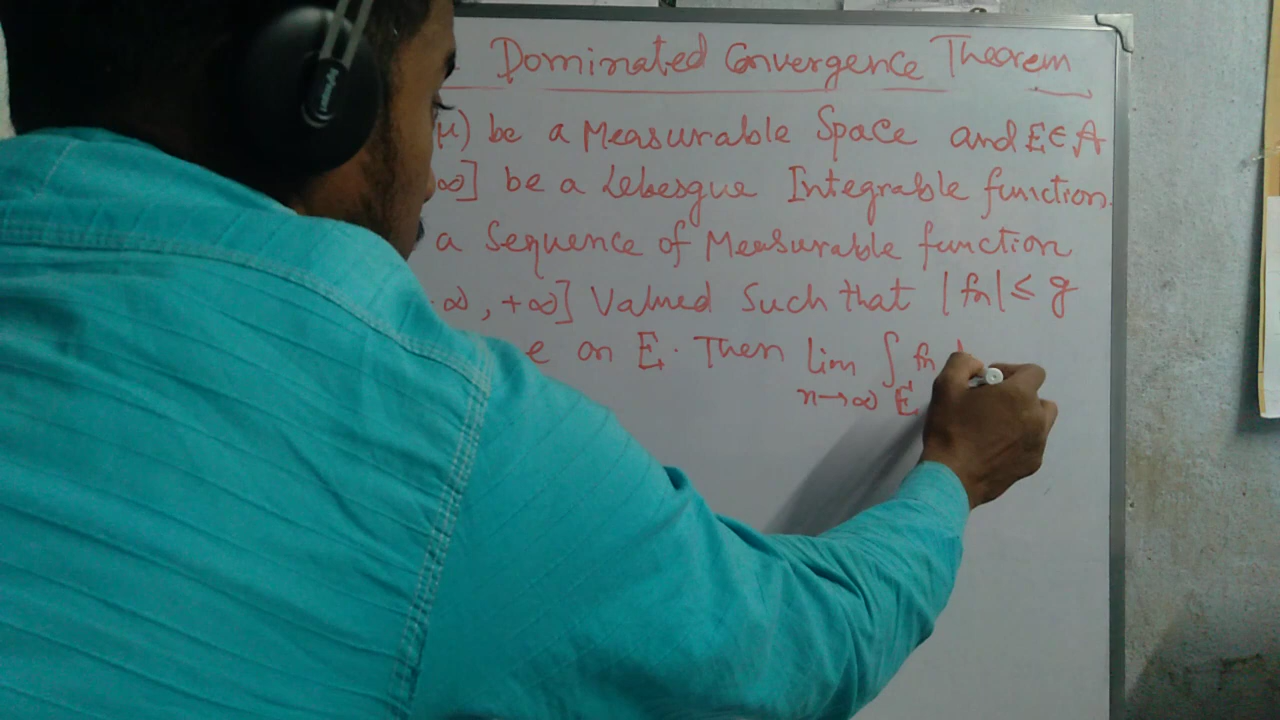 Dominated Convergence Theorem
μ) be a Measurable Space and E∈A
∞] be a Lebesgue Integrable function.
a Sequence of Measurable function
∞, +∞] Valued Such that |fn| ≤ g
e on E. Then lim ∫ fn
n→∞ E